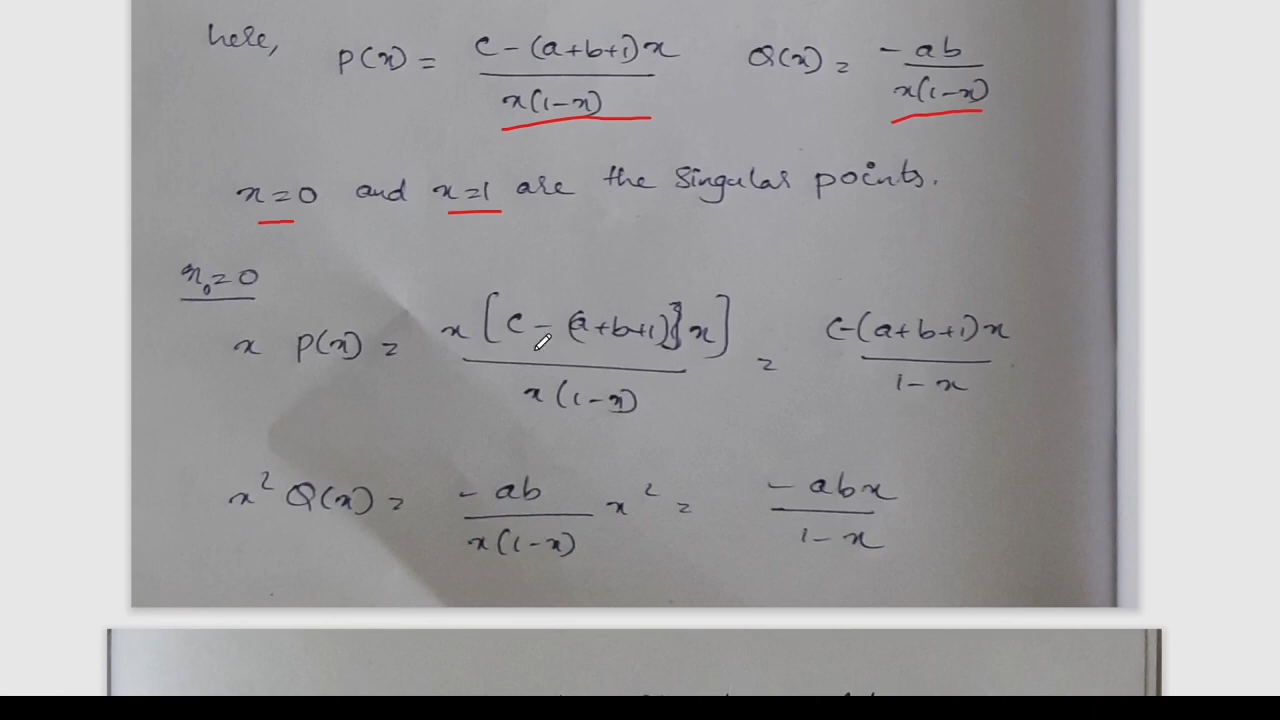 here, P(x) = c-(a+b+1)x / x(1-x) Q(x) = -ab / x(1-x)
x=0 and x=1 are the singular points.
x₀=0
x P(x) = x[c-(a+b+1)}x] / x(1-x) = c-(a+b+1)x / 1-x
x² Q(x) = -ab / x(1-x) x² = -abx / 1-x